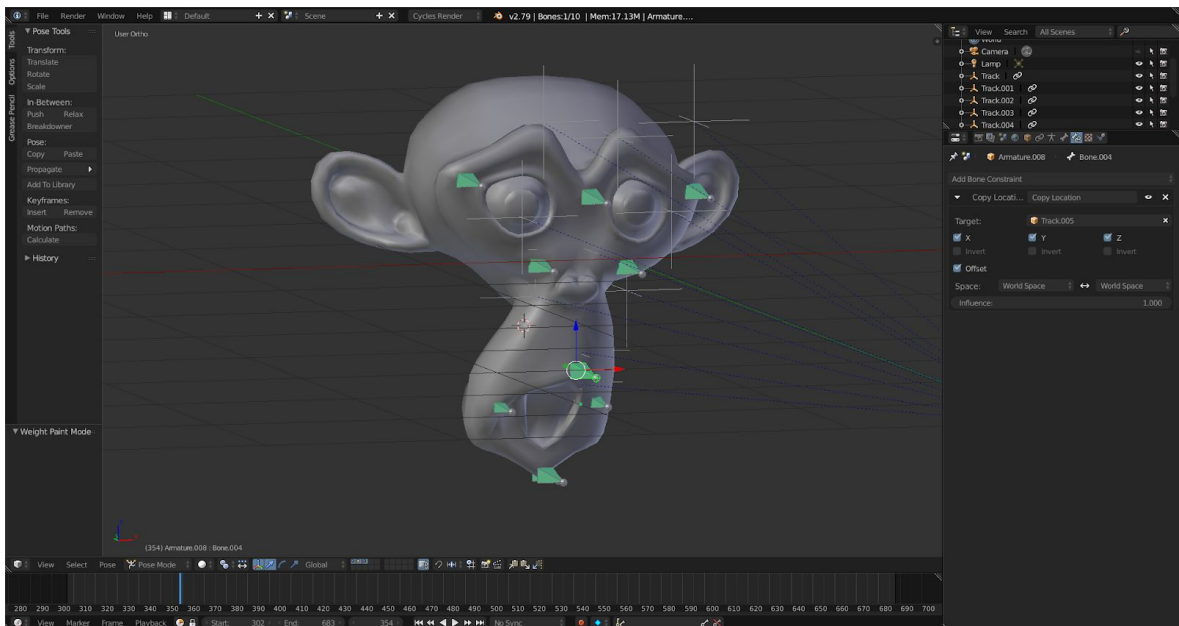 File Render Window Help Default Scene Cycles Render v2.79 | Bones:1/10 | Mem:17.13M | Armature....
Tools
Options
Grease Pencil
Pose Tools
Transform:
Translate
Rotate
Scale
In-Between:
Push Relax
Breakdowner
Pose:
Copy Paste
Propagate
Add To Library
Keyframes:
Insert Remove
Motion Paths:
Calculate
History
Weight Paint Mode
User Ortho
(354) Armature.008 : Bone.004
View Select Pose Pose Mode Global
View Search All Scenes
World
Camera
Lamp
Track
Track.001
Track.002
Track.003
Track.004
Armature.008 Bone.004
Add Bone Constraint
Copy Locati... Copy Location
Target: Track.005
X Y Z
Invert Invert Invert
Offset
Space: World Space World Space
Influence: 1.000
280 290 300 310 320 330 340 350 360 370 380 390 400 410 420 430 440 450 460 470 480 490 500 510 520 530 540 550 560 570 580 590 600 610 620 630 640 650 660 670 680 690 700
View Marker Frame Playback Start: 302 End: 683 354 No Sync